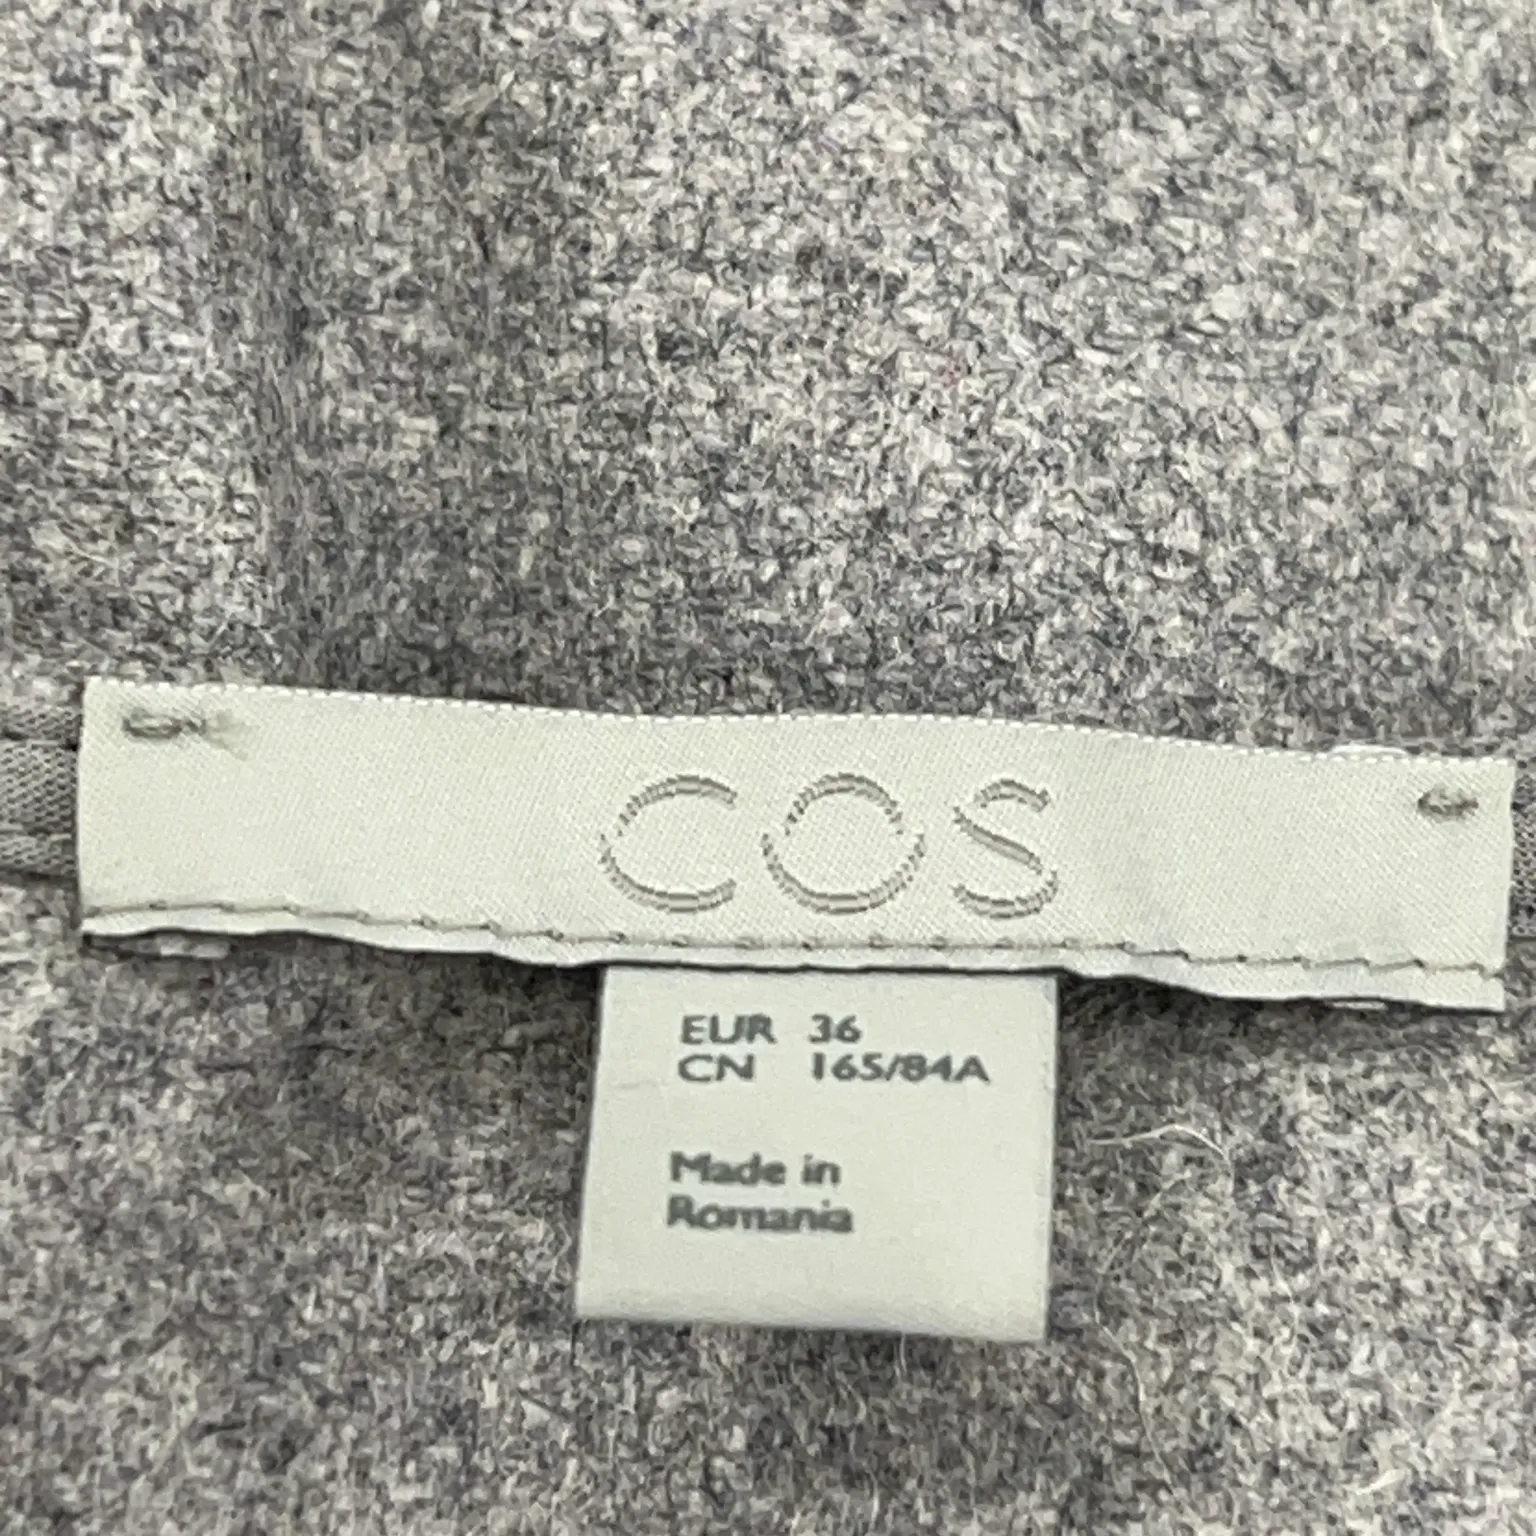 COS
EUR 36
CN 165/84A
Made in
Romania